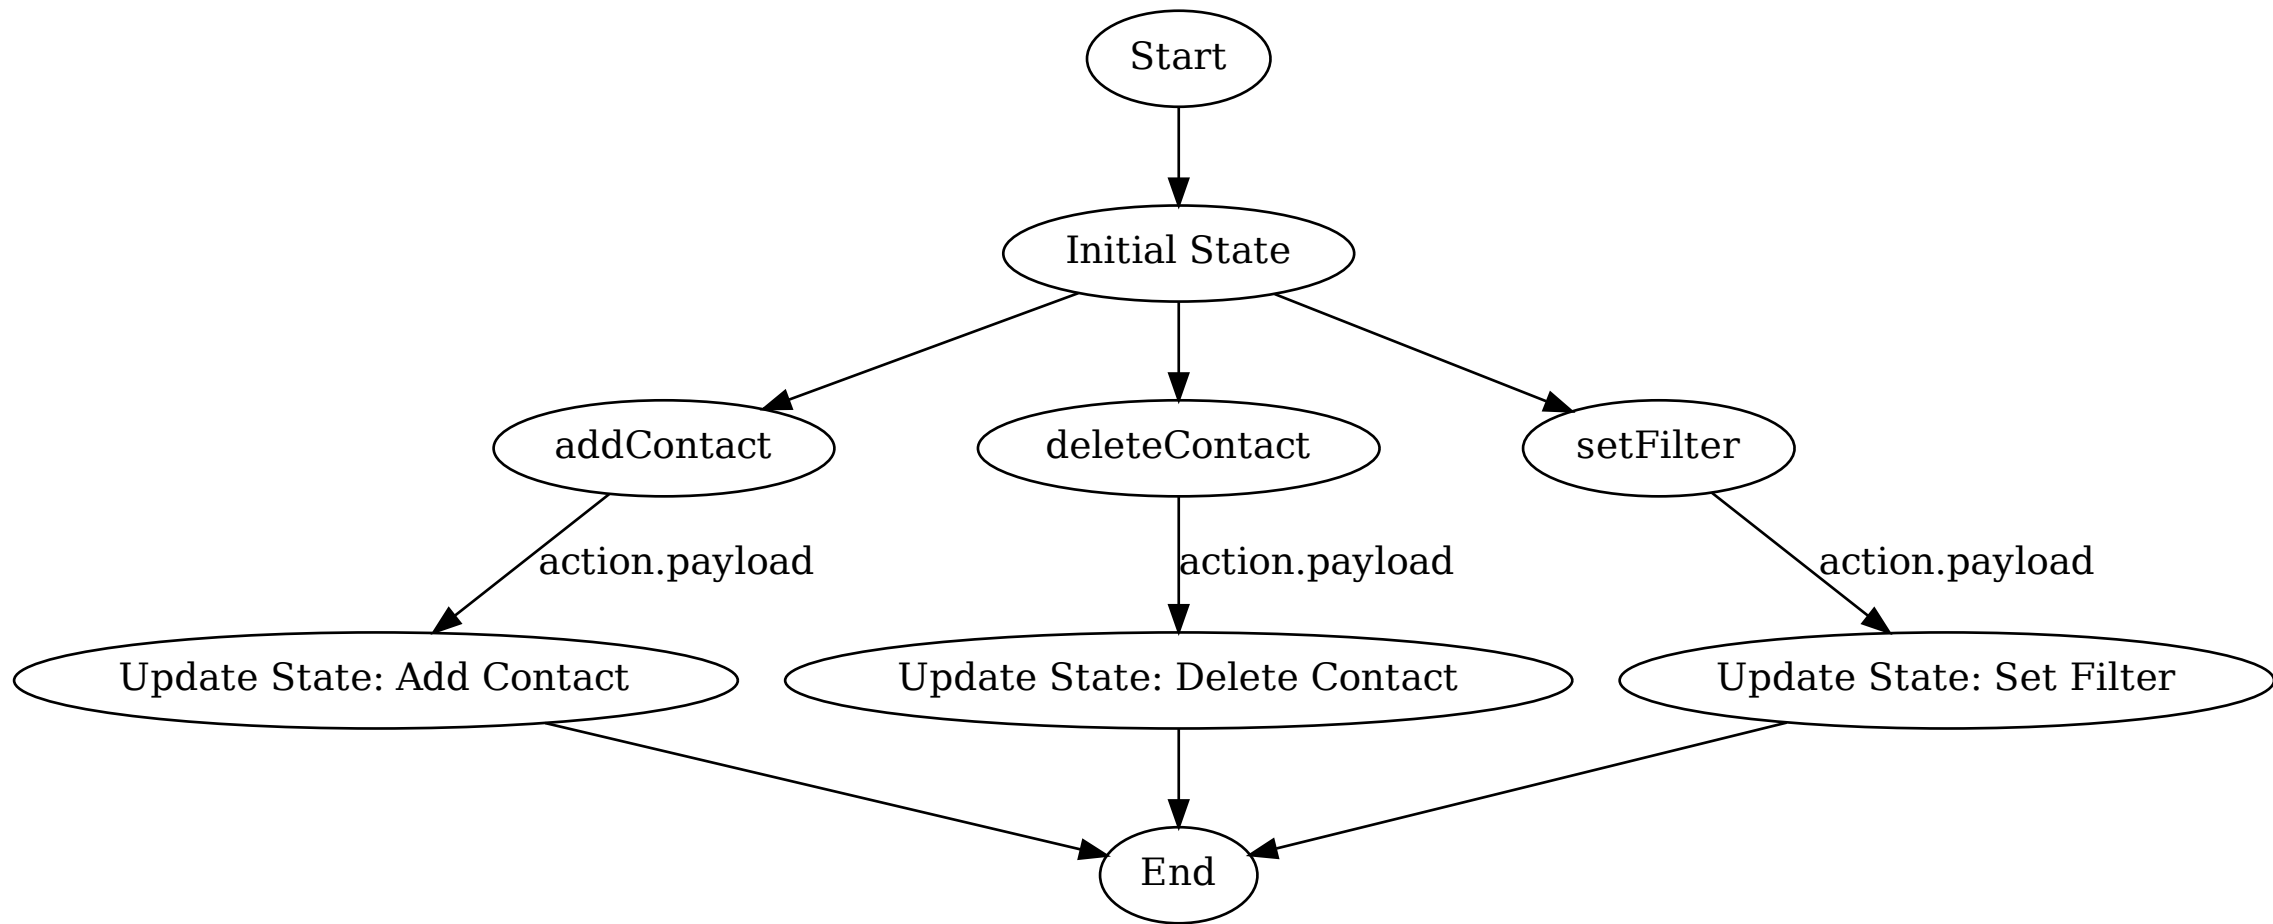 Start
Initial State
addContact
deleteContact
setFilter
action.payload
action.payload
action.payload
Update State: Add Contact
Update State: Delete Contact
Update State: Set Filter
End